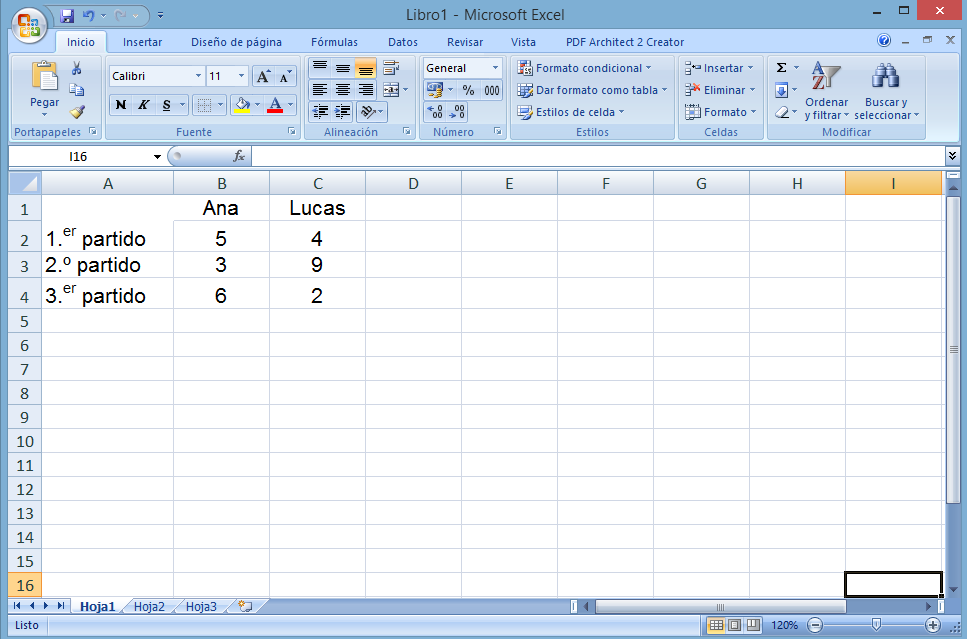 Libro1 - Microsoft Excel
Inicio Insertar Diseño de página Fórmulas Datos Revisar Vista PDF Architect 2 Creator
Calibri 11 General Formato condicional Insertar Σ
Pegar N K S A % 000 Dar formato como tabla Eliminar Ordenar y filtrar Buscar y seleccionar
Estilos de celda Formato
Portapapeles Fuente Alineación Número Estilos Celdas Modificar
I16 fx
A B C D E F G H I
1 Ana Lucas
2 1.er partido 5 4
3 2.º partido 3 9
4 3.er partido 6 2
5
6
7
8
9
10
11
12
13
14
15
16
Hoja1 Hoja2 Hoja3
Listo 120%